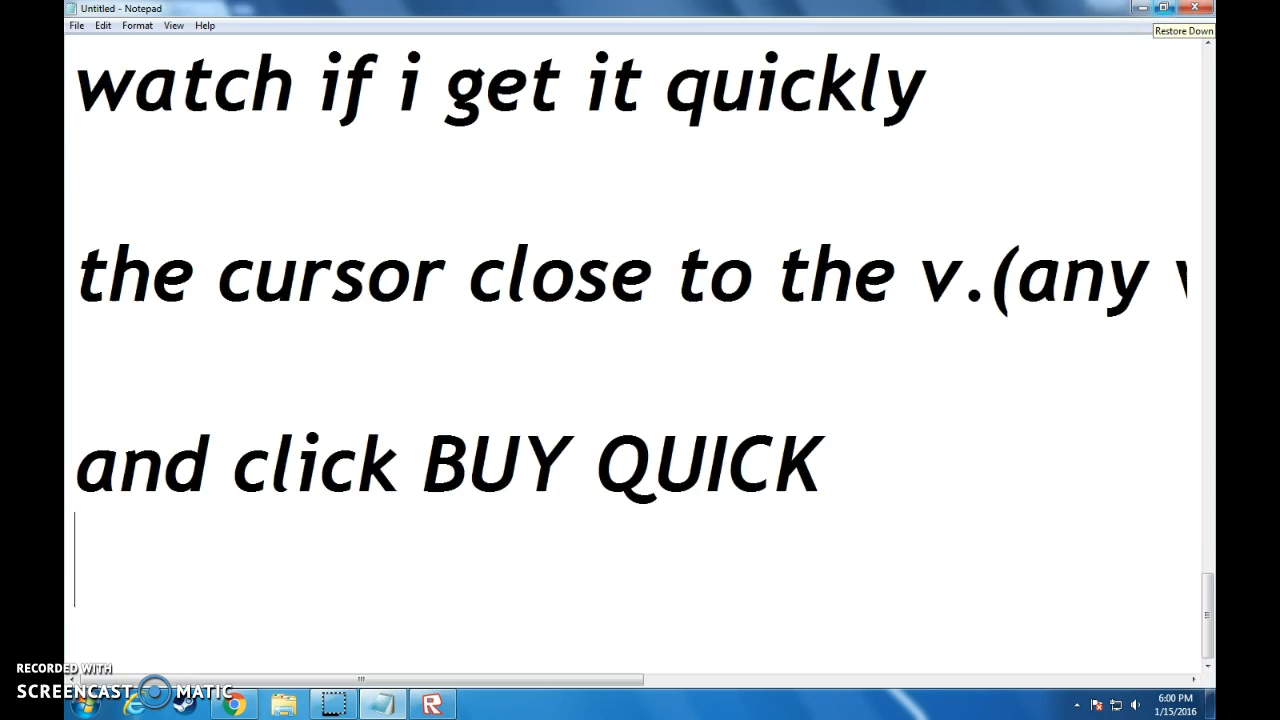 Untitled - Notepad
File Edit Format View Help
Restore Down
watch if i get it quickly
the cursor close to the v.(any
and click BUY QUICK
RECORDED WITH
SCREENCAST MATIC
6:00 PM
1/15/2016